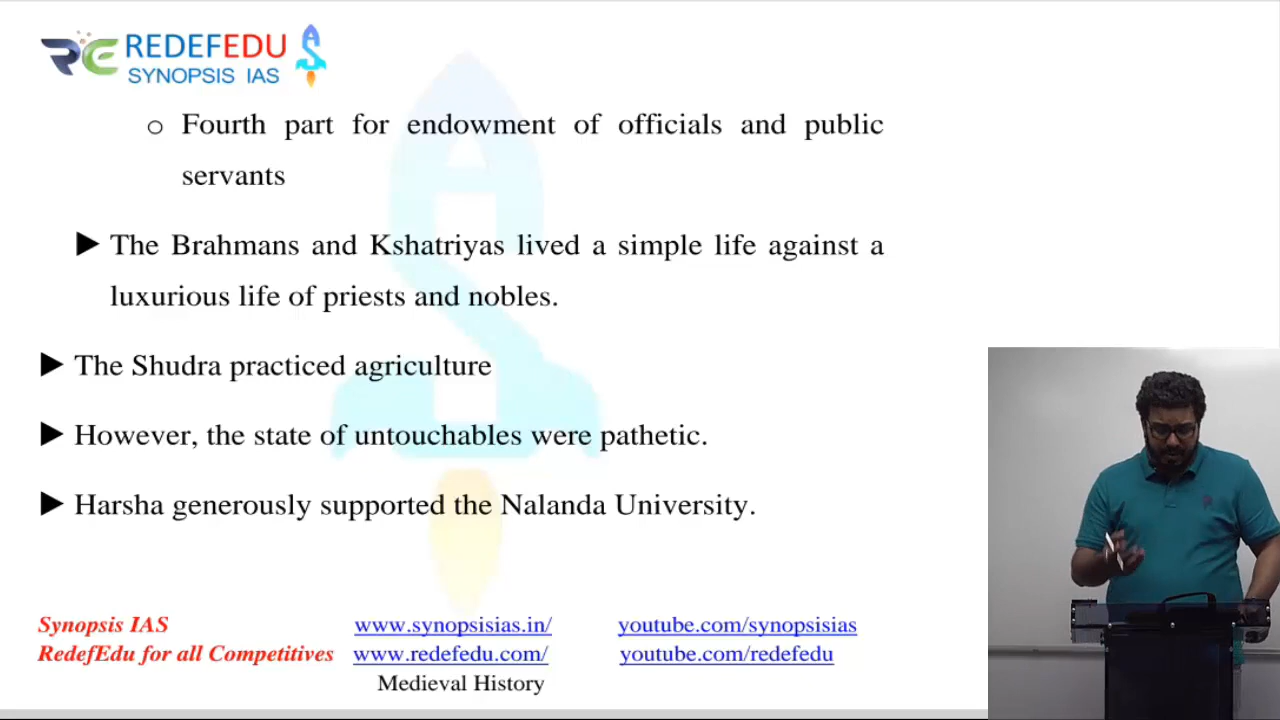 REDEFEDU
SYNOPSIS IAS
o Fourth part for endowment of officials and public
servants
▶ The Brahmans and Kshatriyas lived a simple life against a
luxurious life of priests and nobles.
▶ The Shudra practiced agriculture
▶ However, the state of untouchables were pathetic.
▶ Harsha generously supported the Nalanda University.
Synopsis IAS www.synopsisias.in/ youtube.com/synopsisias
RedefEdu for all Competitives www.redefedu.com/ youtube.com/redefedu
Medieval History